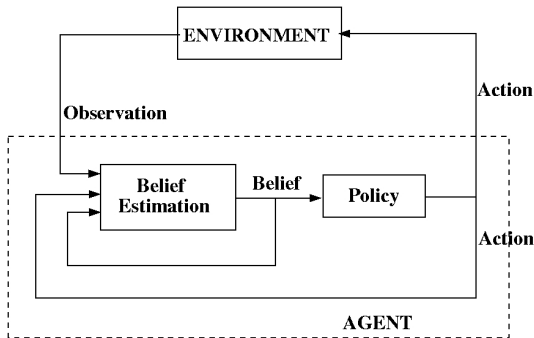 ENVIRONMENT
Action
Observation
Belief
Estimation
Belief
Policy
Action
AGENT